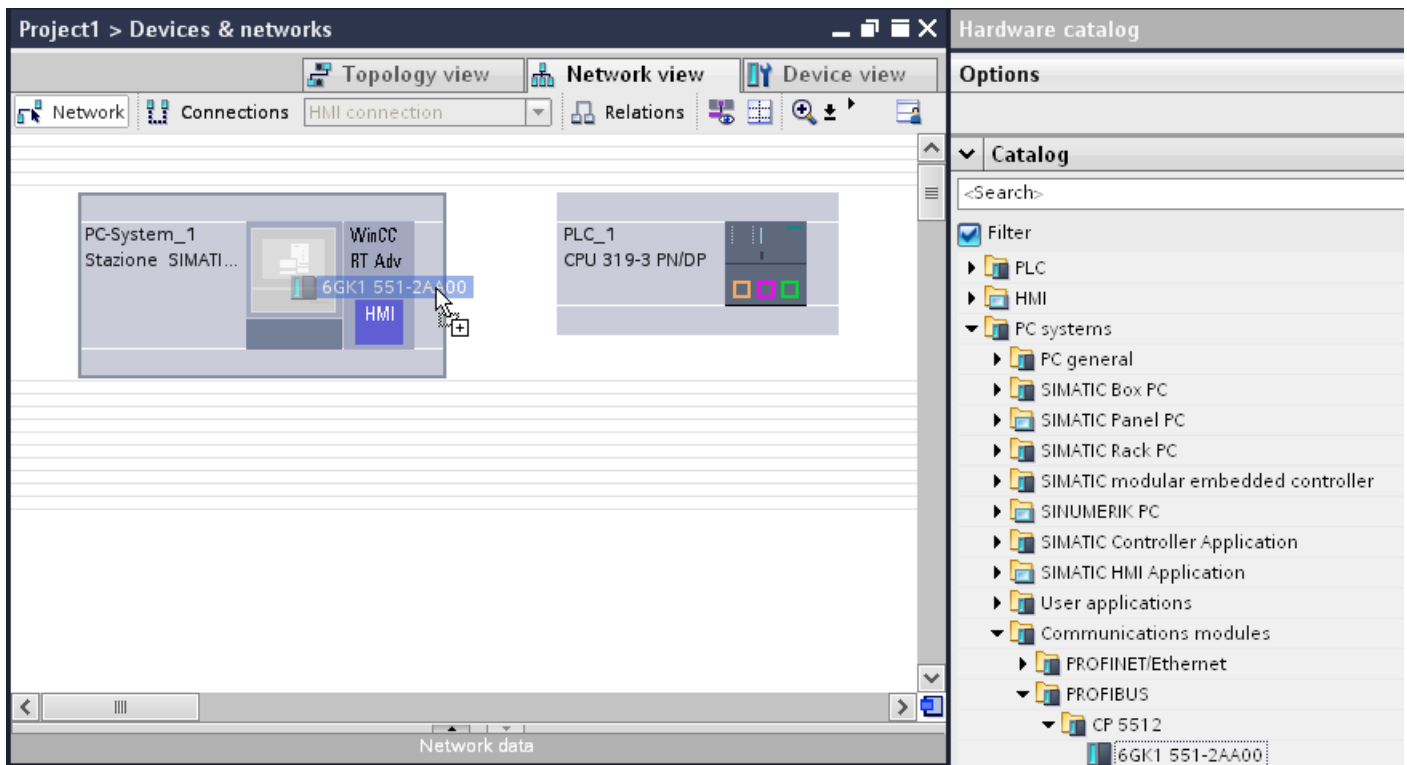 Project1 > Devices & networks
Hardware catalog
Topology view
Network view
Device view
Options
Network
Connections
HMI connection
Relations
Catalog
<Search>
Filter
PLC
HMI
PC systems
PC general
SIMATIC Box PC
SIMATIC Panel PC
SIMATIC Rack PC
SIMATIC modular embedded controller
SINUMERIK PC
SIMATIC Controller Application
SIMATIC HMI Application
User applications
Communications modules
PROFINET/Ethernet
PROFIBUS
CP 5512
6GK1 551-2AA00
PC-System_1
Stazione SIMATI...
WinCC
RT Adv
6GK1 551-2AA00
HMI
PLC_1
CPU 319-3 PN/DP
Network data